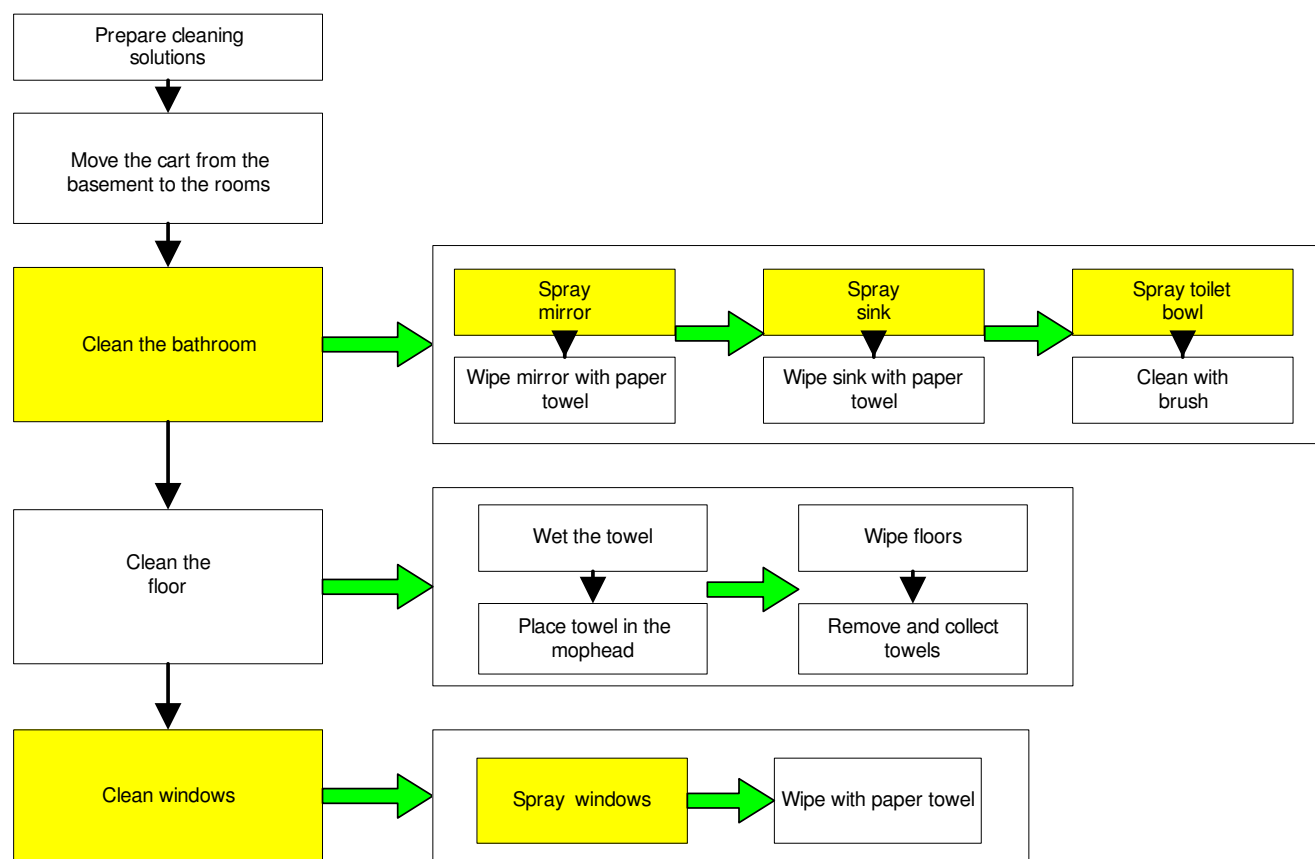 Prepare cleaning
solutions
Move the cart from the
basement to the rooms
Clean the bathroom
Spray
mirror
Wipe mirror with paper
towel
Spray
sink
Wipe sink with paper
towel
Spray toilet
bowl
Clean with
brush
Clean the
floor
Wet the towel
Place towel in the
mophead
Wipe floors
Remove and collect
towels
Clean windows
Spray windows
Wipe with paper towel